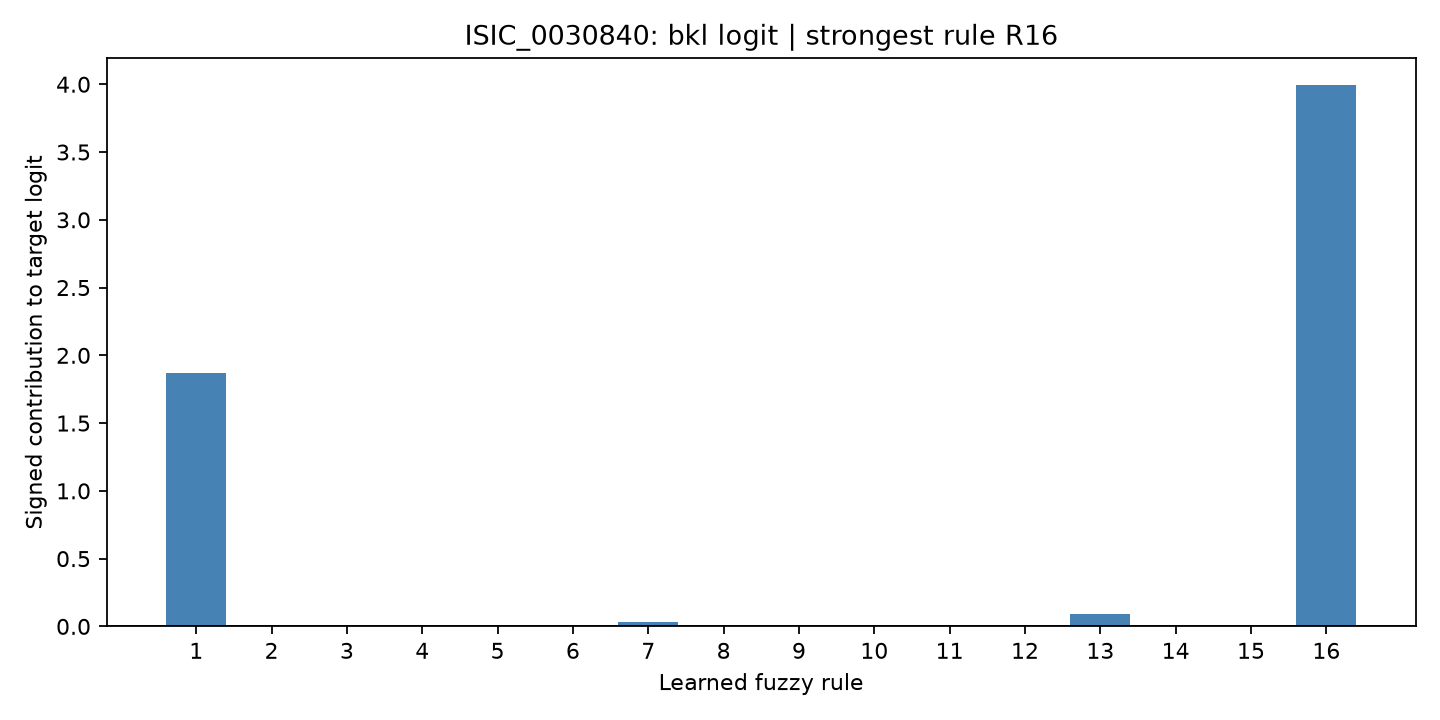 ISIC_0030840: bkl logit | strongest rule R16
Signed contribution to target logit
4.0
3.5
3.0
2.5
2.0
1.5
1.0
0.5
0.0
1 2 3 4 5 6 7 8 9 10 11 12 13 14 15 16
Learned fuzzy rule